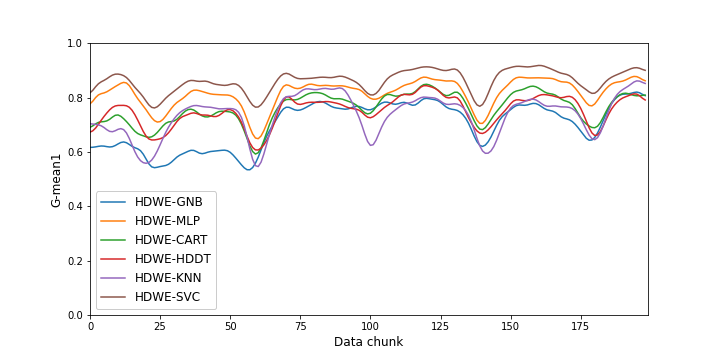 1.0
0.8
0.6
0.4
0.2
0.0
G-mean1
HDWE-GNB
HDWE-MLP
HDWE-CART
HDWE-HDDT
HDWE-KNN
HDWE-SVC
0 25 50 75 100 125 150 175
Data chunk